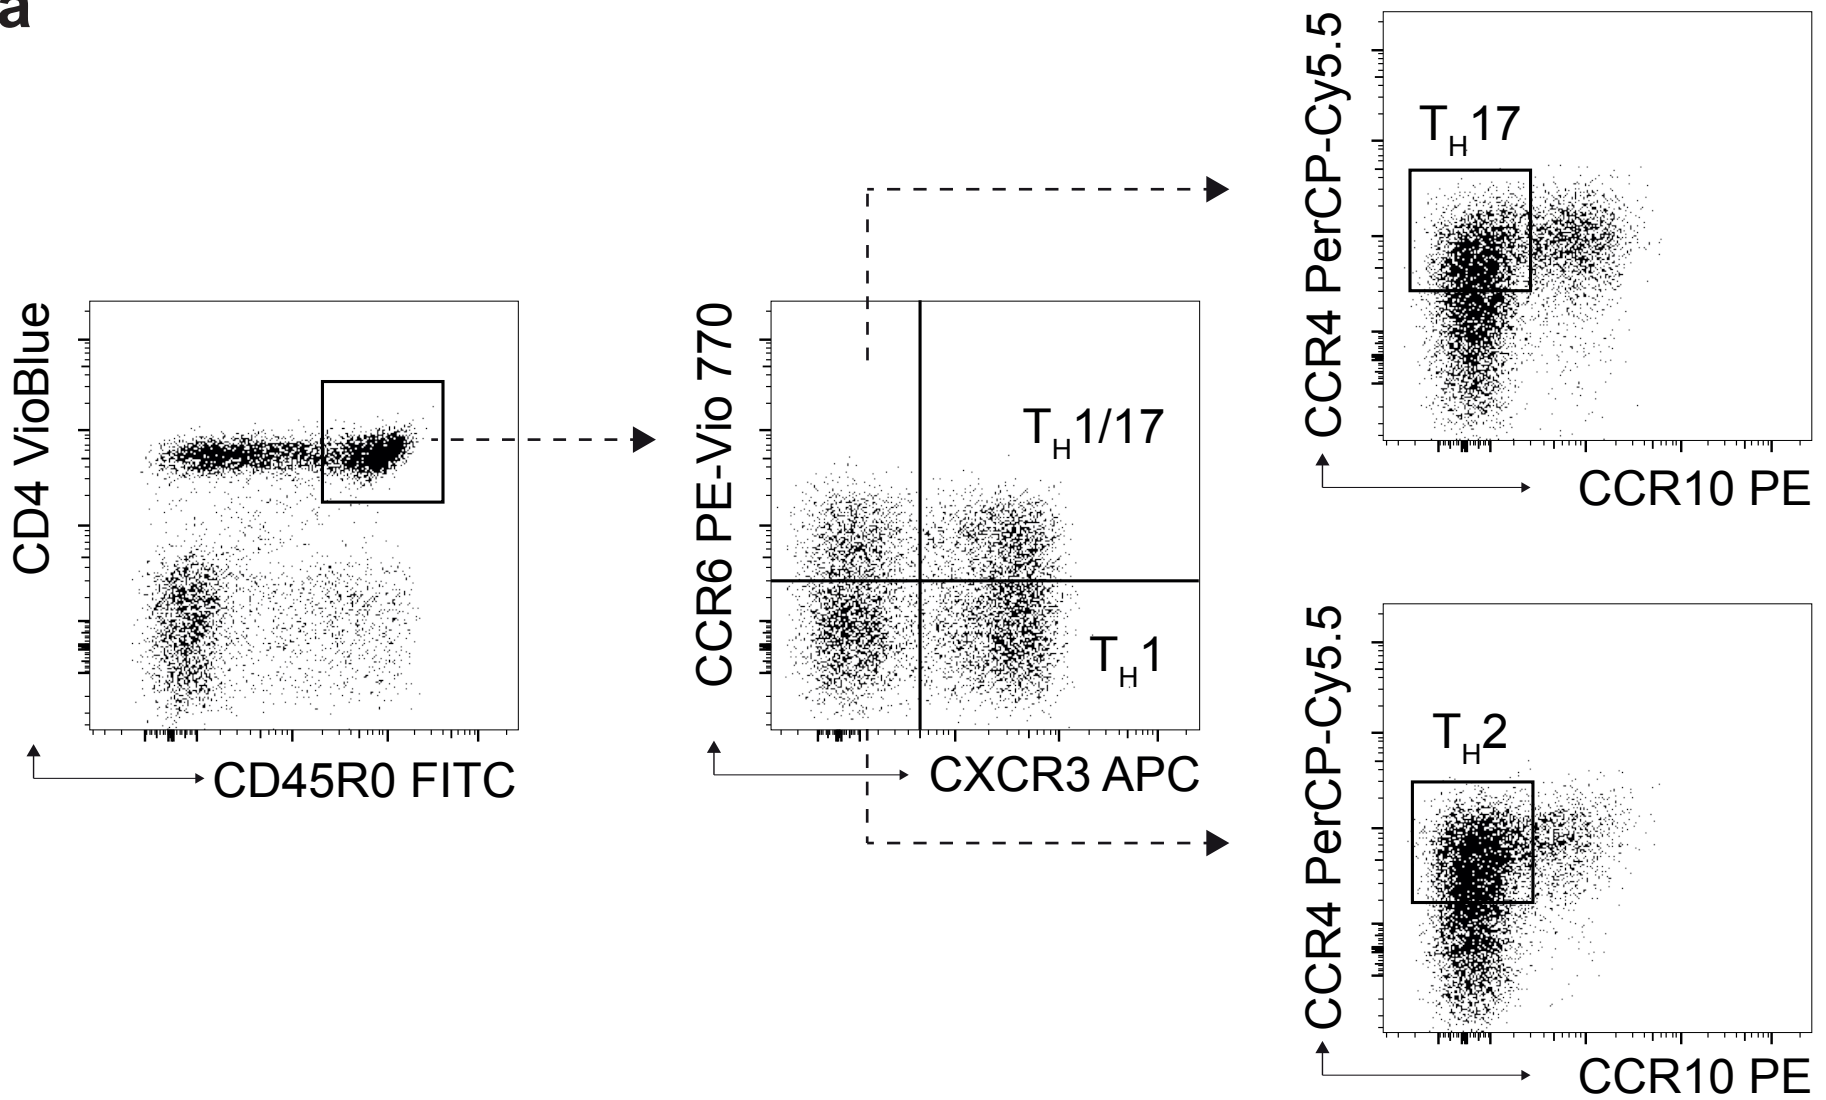 a
CD4 VioBlue
CD45R0 FITC
CCR6 PE-Vio 770
TH1/17
TH1
CXCR3 APC
CCR4 PerCP-Cy5.5
TH17
CCR10 PE
CCR4 PerCP-Cy5.5
TH2
CCR10 PE